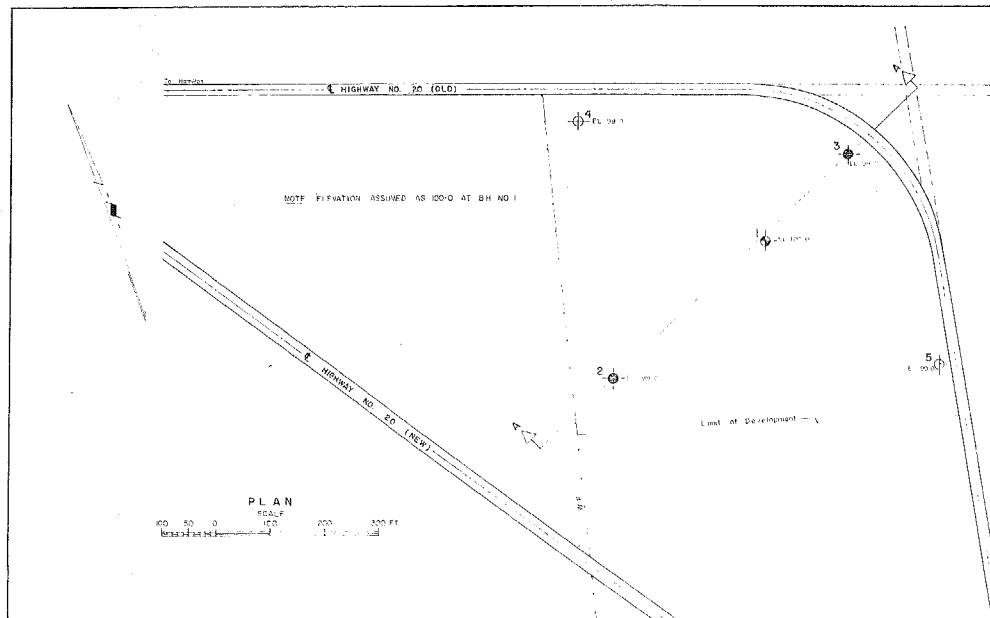 To Hamilton
℄ HIGHWAY NO. 20 (OLD)
A
4
3
NOTE ELEVATION ASSUMED AS 100·0 AT BH NO 1
1
℄ HIGHWAY NO. 20 (NEW)
2
5
A
Limit of Development
PLAN
SCALE
100 50 0 100 200 300 FT